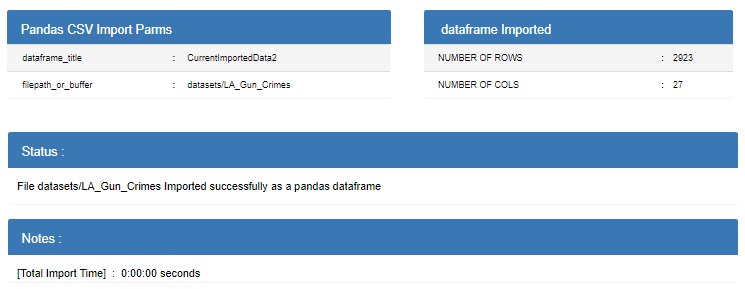 Pandas CSV Import Parms
dataframe_title : CurrentImportedData2
filepath_or_buffer : datasets/LA_Gun_Crimes
dataframe Imported
NUMBER OF ROWS : 2923
NUMBER OF COLS : 27
Status :
File datasets/LA_Gun_Crimes Imported successfully as a pandas dataframe
Notes :
[Total Import Time] : 0:00:00 seconds